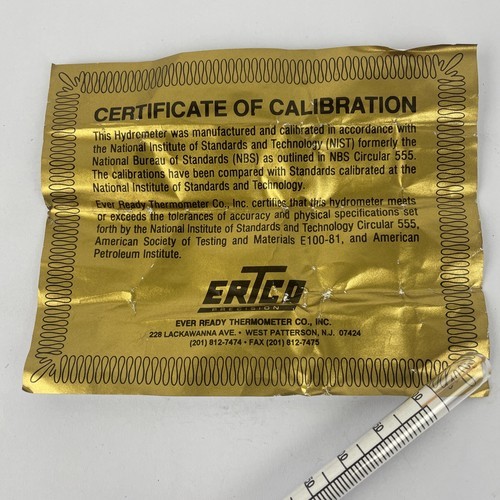 CERTIFICATE OF CALIBRATION
This Hydrometer was manufactured and calibrated in accordance with
the National Institute of Standards and Technology (NIST) formerly the
National Bureau of Standards (NBS) as outlined in NBS Circular 555.
The calibrations have been compared with Standards calibrated at the
National Institute of Standards and Technology.
Ever Ready Thermometer Co., Inc. certifies that this hydrometer meets
or exceeds the tolerances of accuracy and physical specifications set
forth by the National Institute of Standards and Technology Circular 555,
American Society of Testing and Materials E100-81, and American
Petroleum Institute.
ERTCO
PRECISION
EVER READY THERMOMETER CO., INC.
228 LACKAWANNA AVE. • WEST PATTERSON, N.J. 07424
(201) 812-7474 • FAX (201) 812-7475